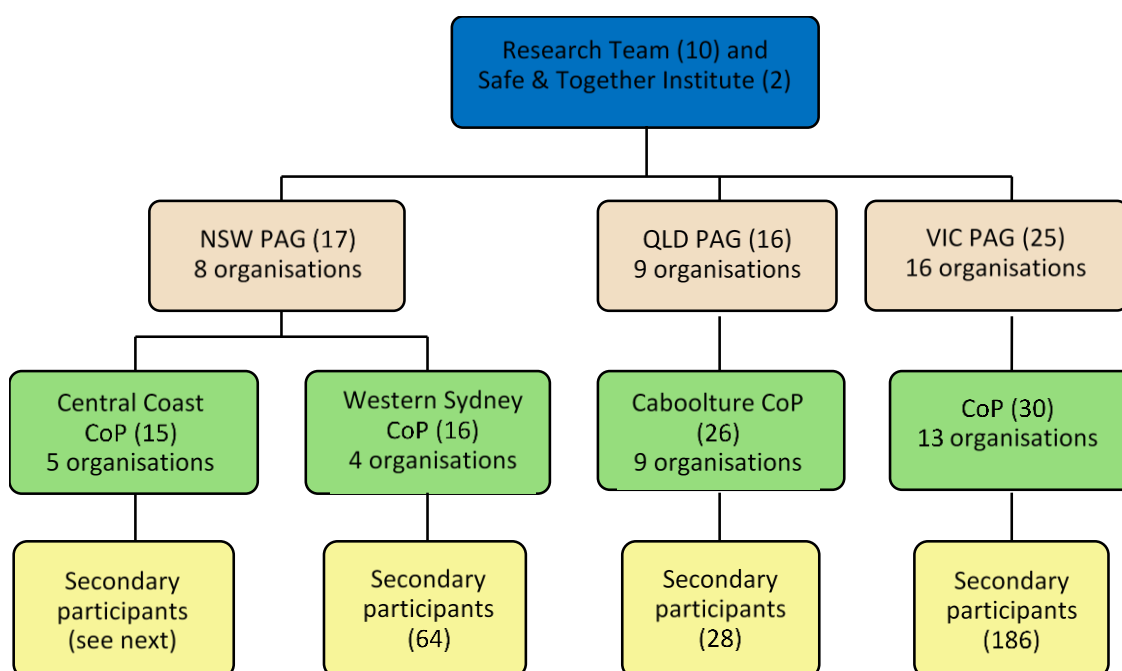 Research Team (10) and
Safe & Together Institute (2)
NSW PAG (17)
8 organisations
QLD PAG (16)
9 organisations
VIC PAG (25)
16 organisations
Central Coast
CoP (15)
5 organisations
Western Sydney
CoP (16)
4 organisations
Caboolture CoP
(26)
9 organisations
CoP (30)
13 organisations
Secondary
participants
(see next)
Secondary
participants
(64)
Secondary
participants
(28)
Secondary
participants
(186)